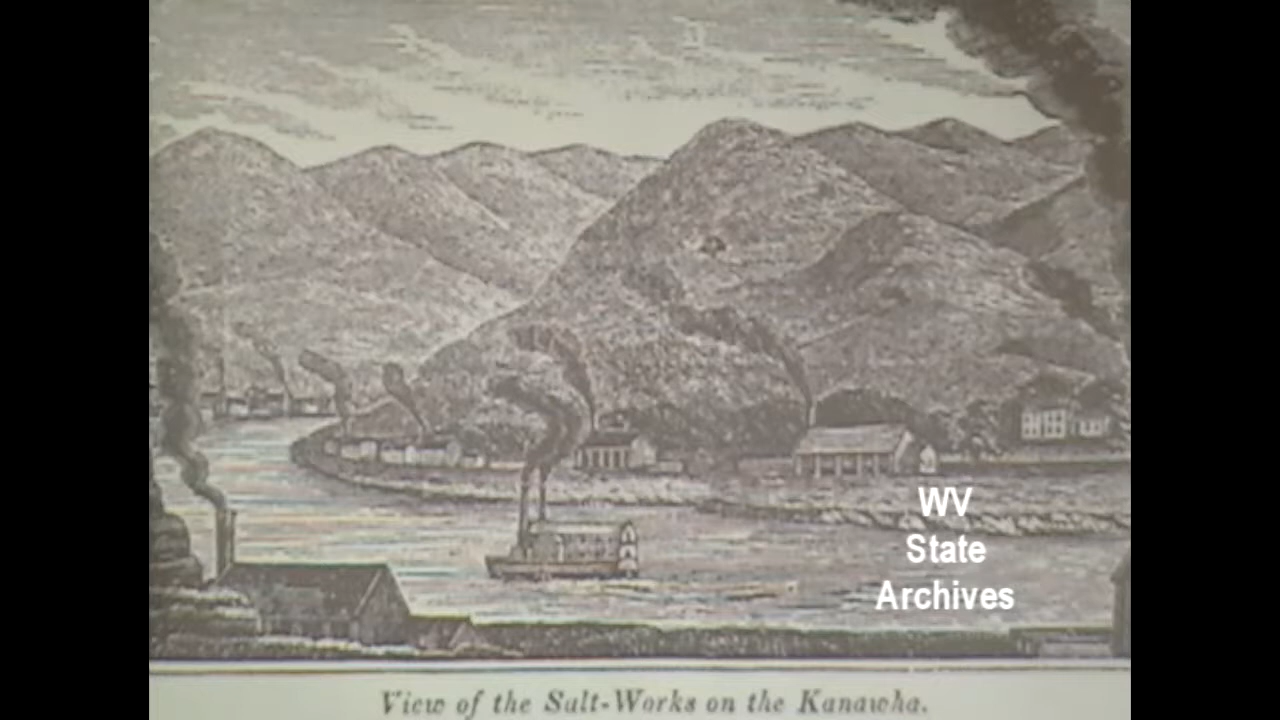 WV
State
Archives
View of the Salt-Works on the Kanawha.